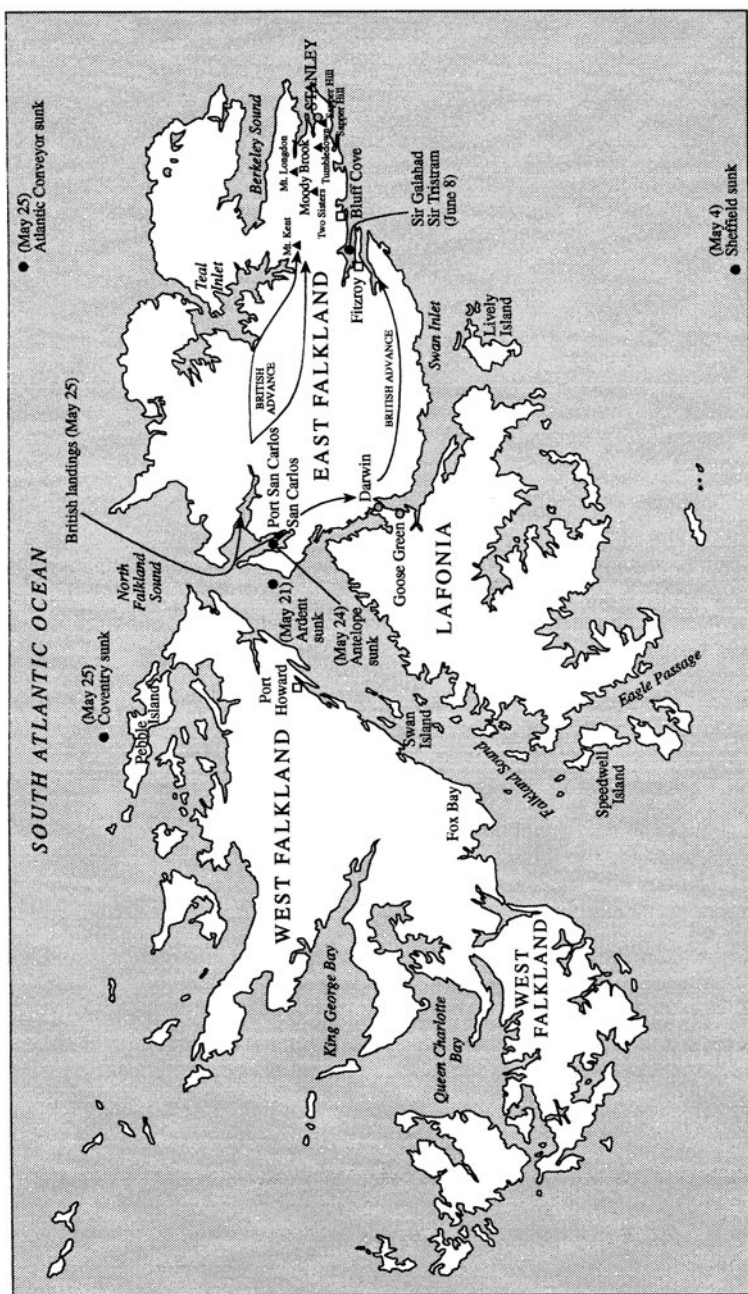 SOUTH ATLANTIC OCEAN
(May 25)
Atlantic Conveyor sunk
(May 25)
Coventry sunk
British landings (May 25)
North
Falkland
Sound
Pebble
Island
Teal
Inlet
Berkeley Sound
Mt. Kent
Mt. Longdon
Moody Brook
Two Sisters
Tumbledown
STANLEY
Sapper Hill
Sapper Hill
BRITISH
ADVANCE
Port San Carlos
San Carlos
EAST FALKLAND
Bluff Cove
Fitzroy
Sir Galahad
Sir Tristram
(June 8)
(May 21)
Ardent
sunk
(May 24)
Antelope
sunk
Port
Howard
WEST FALKLAND
Darwin
BRITISH ADVANCE
Goose Green
Swan Inlet
Lively
Island
(May 4)
Sheffield sunk
LAFONIA
King George Bay
Swan
Island
Fox Bay
Falkland Sound
Eagle Passage
Speedwell
Island
Queen Charlotte
Bay
WEST
FALKLAND